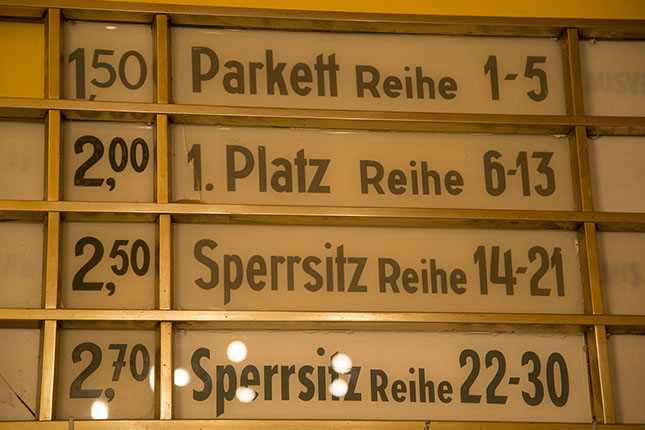 1,50 Parkett Reihe 1-5
2,00 1. Platz Reihe 6-13
2,50 Sperrsitz Reihe 14-21
2,70 Sperrsitz Reihe 22-30